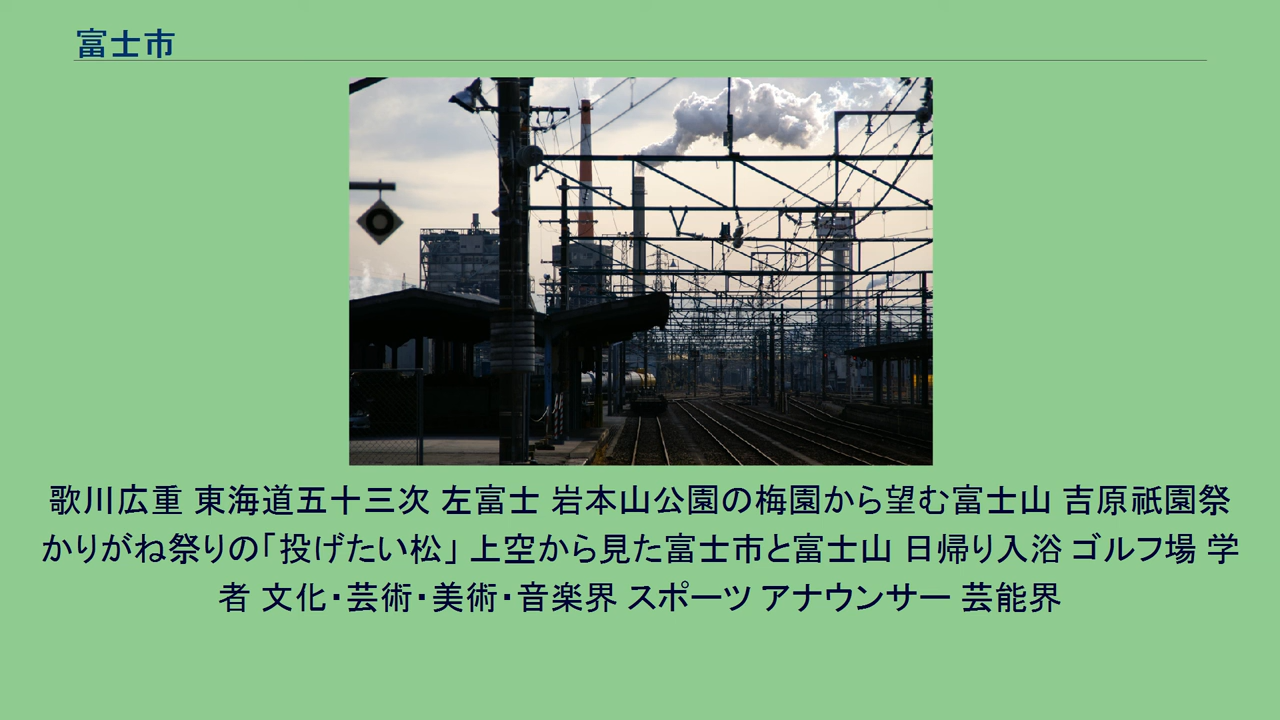 富士市
歌川広重 東海道五十三次 左富士 岩本山公園の梅園から望む富士山 吉原祇園祭
かりがね祭りの「投げたい松」 上空から見た富士市と富士山 日帰り入浴 ゴルフ場 学
者 文化・芸術・美術・音楽界 スポーツ アナウンサー 芸能界